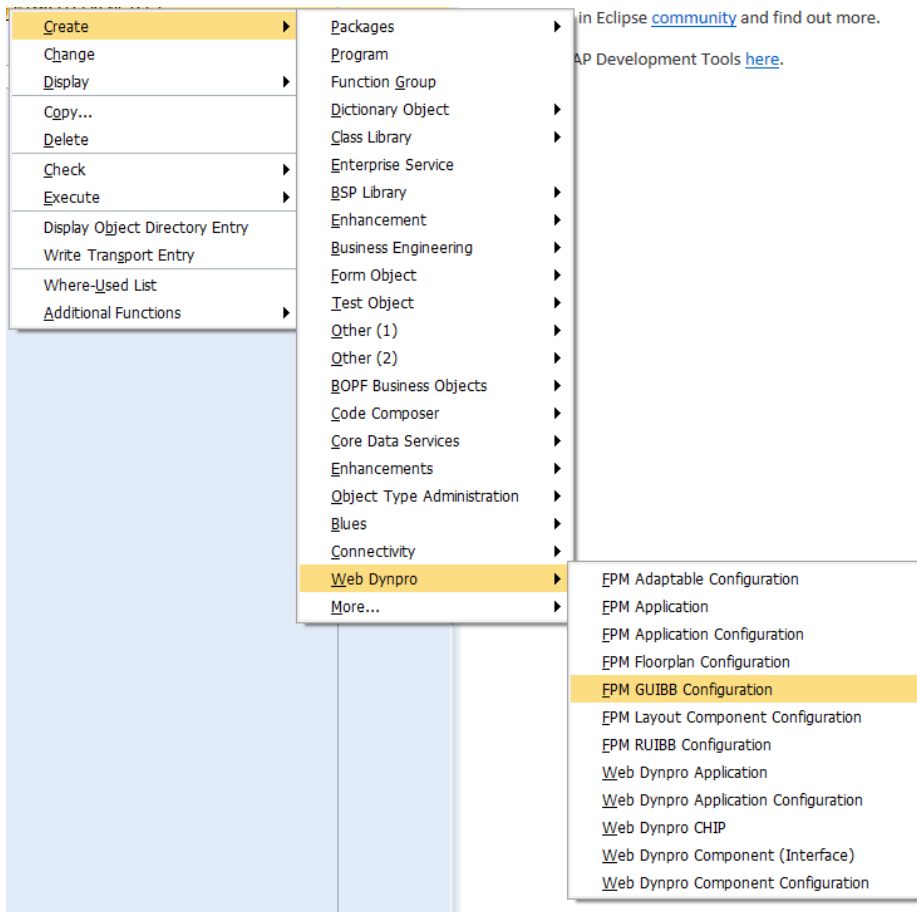 in Eclipse community and find out more.
AP Development Tools here.
Create
Change
Display
Copy...
Delete
Check
Execute
Display Object Directory Entry
Write Transport Entry
Where-Used List
Additional Functions
Packages
Program
Function Group
Dictionary Object
Class Library
Enterprise Service
BSP Library
Enhancement
Business Engineering
Form Object
Test Object
Other (1)
Other (2)
BOPF Business Objects
Code Composer
Core Data Services
Enhancements
Object Type Administration
Blues
Connectivity
Web Dynpro
More...
FPM Adaptable Configuration
FPM Application
FPM Application Configuration
FPM Floorplan Configuration
FPM GUIBB Configuration
FPM Layout Component Configuration
FPM RUIBB Configuration
Web Dynpro Application
Web Dynpro Application Configuration
Web Dynpro CHIP
Web Dynpro Component (Interface)
Web Dynpro Component Configuration